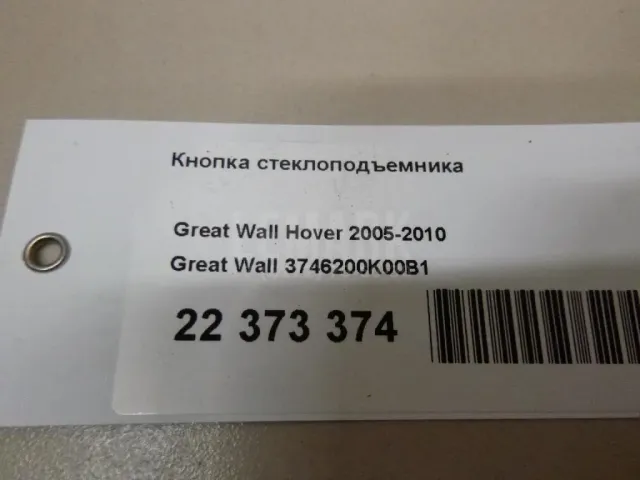 Кнопка стеклоподъемника
Great Wall Hover 2005-2010
Great Wall 3746200K00B1
22 373 374